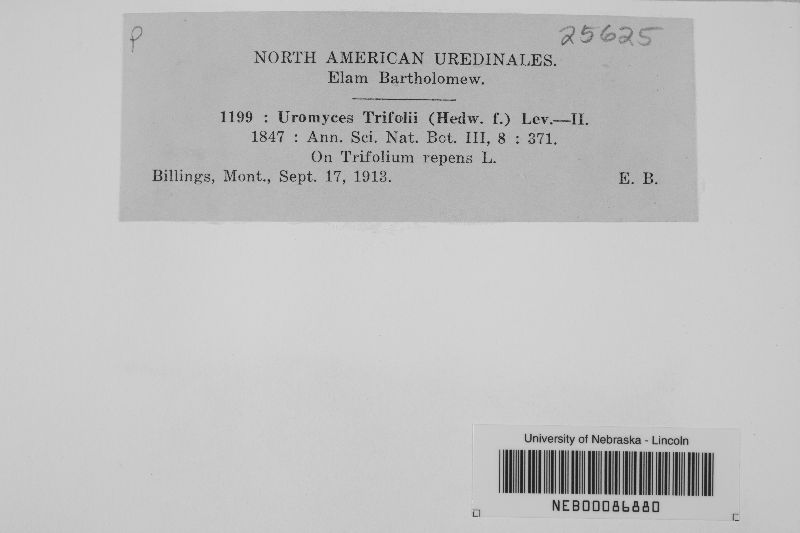 P 25625
NORTH AMERICAN UREDINALES.
Elam Bartholomew.
1199 : Uromyces Trifolii (Hedw. f.) Lev.—II.
1847 : Ann. Sci. Nat. Bot. III, 8 : 371.
On Trifolium repens L.
Billings, Mont., Sept. 17, 1913. E. B.
University of Nebraska - Lincoln
NEB00086880